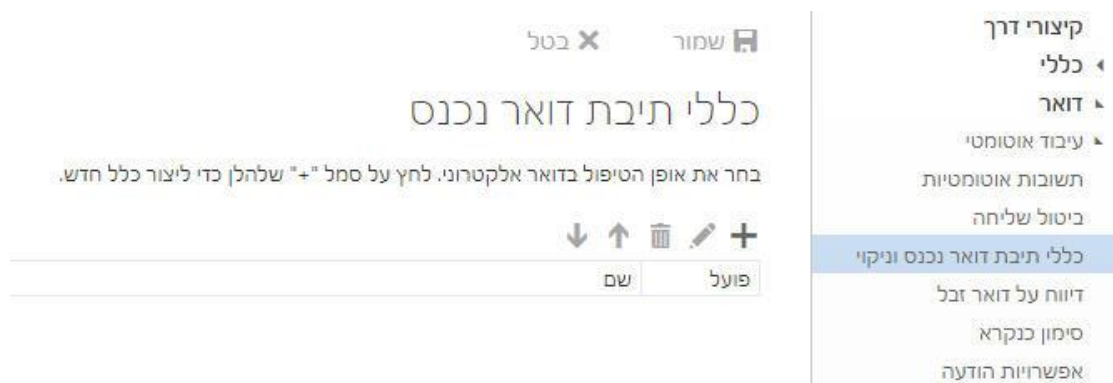 קיצורי דרך
כללי
דואר
עיבוד אוטומטי
תשובות אוטומטיות
ביטול שליחה
כללי תיבת דואר נכנס וניקוי
דיווח על דואר זבל
סימון כנקרא
אפשרויות הודעה
שמור בטל
כללי תיבת דואר נכנס
בחר את אופן הטיפול בדואר אלקטרוני. לחץ על סמל "+" שלהלן כדי ליצור כלל חדש.
פועל שם